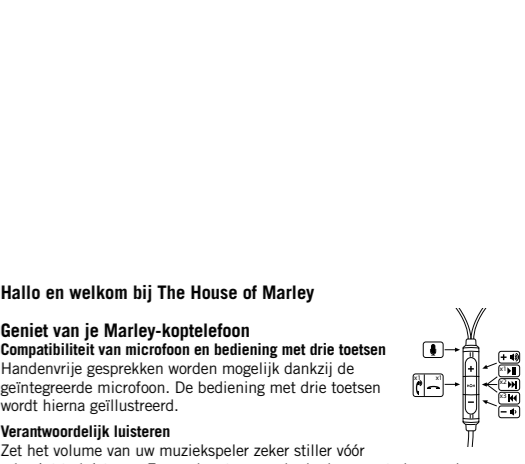 Hallo en welkom bij The House of Marley
Geniet van je Marley-koptelefoon
Compatibiliteit van microfoon en bediening met drie toetsen
Handenvrije gesprekken worden mogelijk dankzij de
geïntegreerde microfoon. De bediening met drie toetsen
wordt hierna geïllustreerd.
x1 x1
+
−
+
x1
x2
x3
−
Verantwoordelijk luisteren
Zet het volume van uw muziekspeler zeker stiller vóór